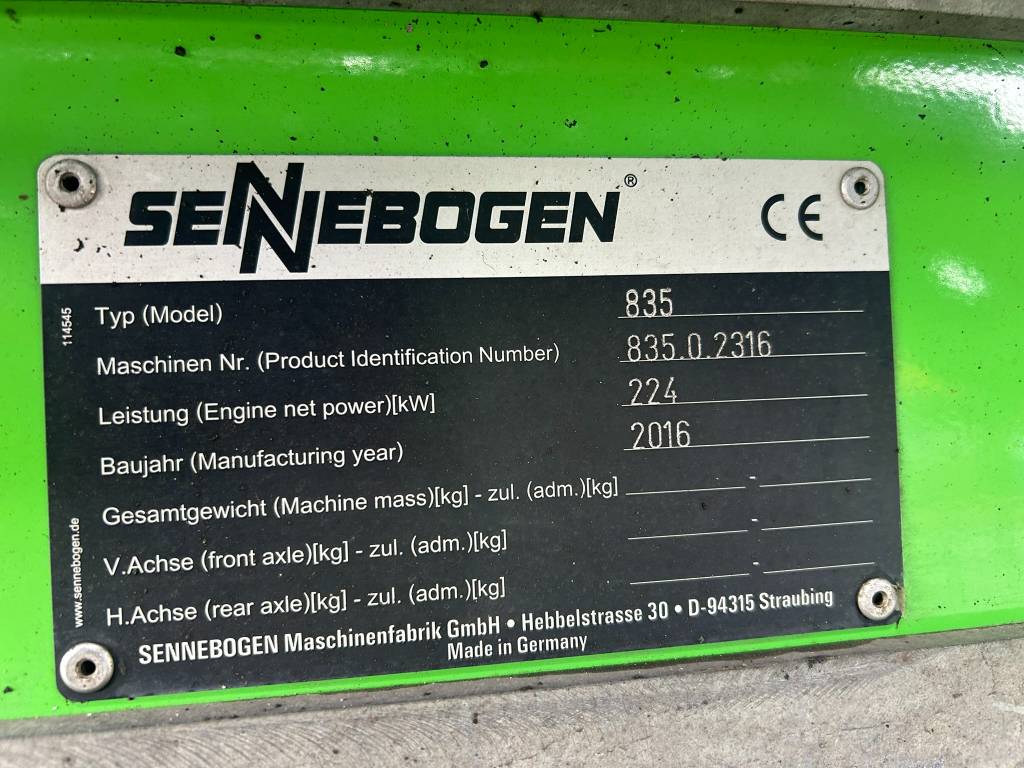 SENNEBOGEN®
CE
114545
Typ (Model) 835
Maschinen Nr. (Product Identification Number) 835.0.2316
Leistung (Engine net power)[kW] 224
Baujahr (Manufacturing year) 2016
Gesamtgewicht (Machine mass)[kg] - zul. (adm.)[kg] -
V.Achse (front axle)[kg] - zul. (adm.)[kg] -
H.Achse (rear axle)[kg] - zul. (adm.)[kg] -
www.sennebogen.de
SENNEBOGEN Maschinenfabrik GmbH • Hebbelstrasse 30 • D-94315 Straubing
Made in Germany